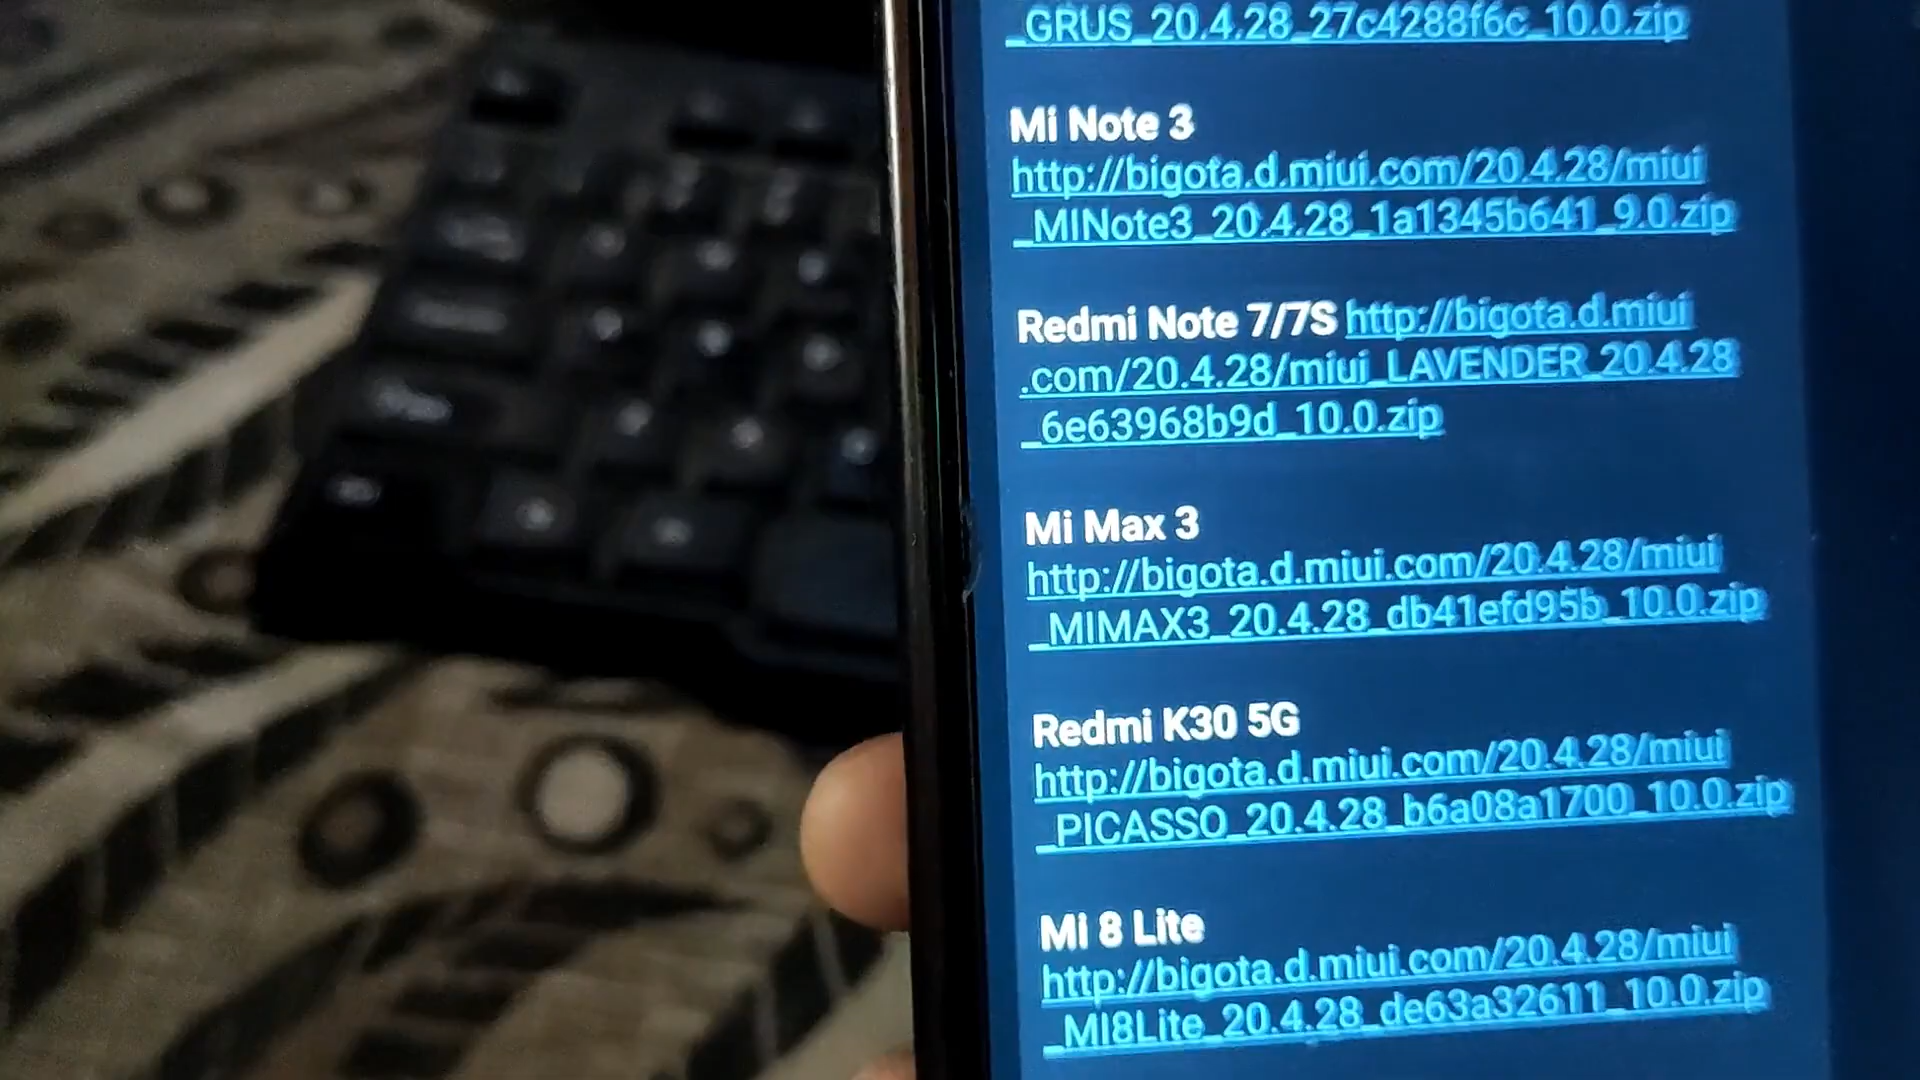 _GRUS_20.4.28_27c4288f6c_10.0.zip
Mi Note 3
http://bigota.d.miui.com/20.4.28/miui
_MINote3_20.4.28_1a1345b641_9.0.zip
Redmi Note 7/7S http://bigota.d.miui
.com/20.4.28/miui_LAVENDER_20.4.28
_6e63968b9d_10.0.zip
Mi Max 3
http://bigota.d.miui.com/20.4.28/miui
_MIMAX3_20.4.28_db41efd95b_10.0.zip
Redmi K30 5G
http://bigota.d.miui.com/20.4.28/miui
_PICASSO_20.4.28_b6a08a1700_10.0.zip
Mi 8 Lite
http://bigota.d.miui.com/20.4.28/miui
_MI8Lite_20.4.28_de63a32611_10.0.zip